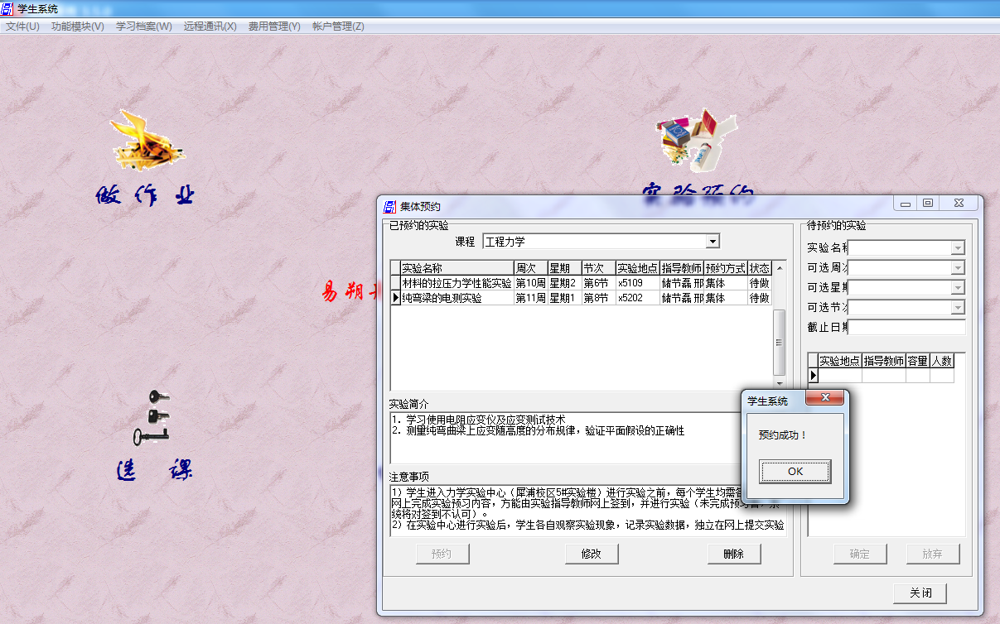 学生系统
文件(U) 功能模块(V) 学习档案(W) 远程通讯(X) 费用管理(Y) 帐户管理(Z)
做作业
实验预约
易朔
选 课
集体预约
已预约的实验
课程 工程力学
实验名称 周次 星期 节次 实验地点 指导教师 预约方式 状态
材料的拉压力学性能实验 第10周 星期2 第6节 x5109 储节磊 邢 集体 待做
纯弯梁的电测实验 第11周 星期1 第8节 x5202 储节磊 邢 集体 待做
实验简介
1. 学习使用电阻应变仪及应变测试技术
2. 测量纯弯曲梁上应变随高度的分布规律，验证平面假设的正确性
注意事项
1) 学生进入力学实验中心（犀浦校区5#实验楼）进行实验之前，每个学生均需
网上完成实验预习内容，方能由实验指导教师网上签到，并进行实验（未完成预习者，系
统将对签到不认可）。
2) 在实验中心进行实验后，学生各自观察实验现象，记录实验数据，独立在网上提交实验
预约 修改 删除
待预约的实验
实验名称
可选周次
可选星期
可选节次
截止日期
实验地点 指导教师 容量 人数
确定 放弃
关闭
学生系统
预约成功！
OK